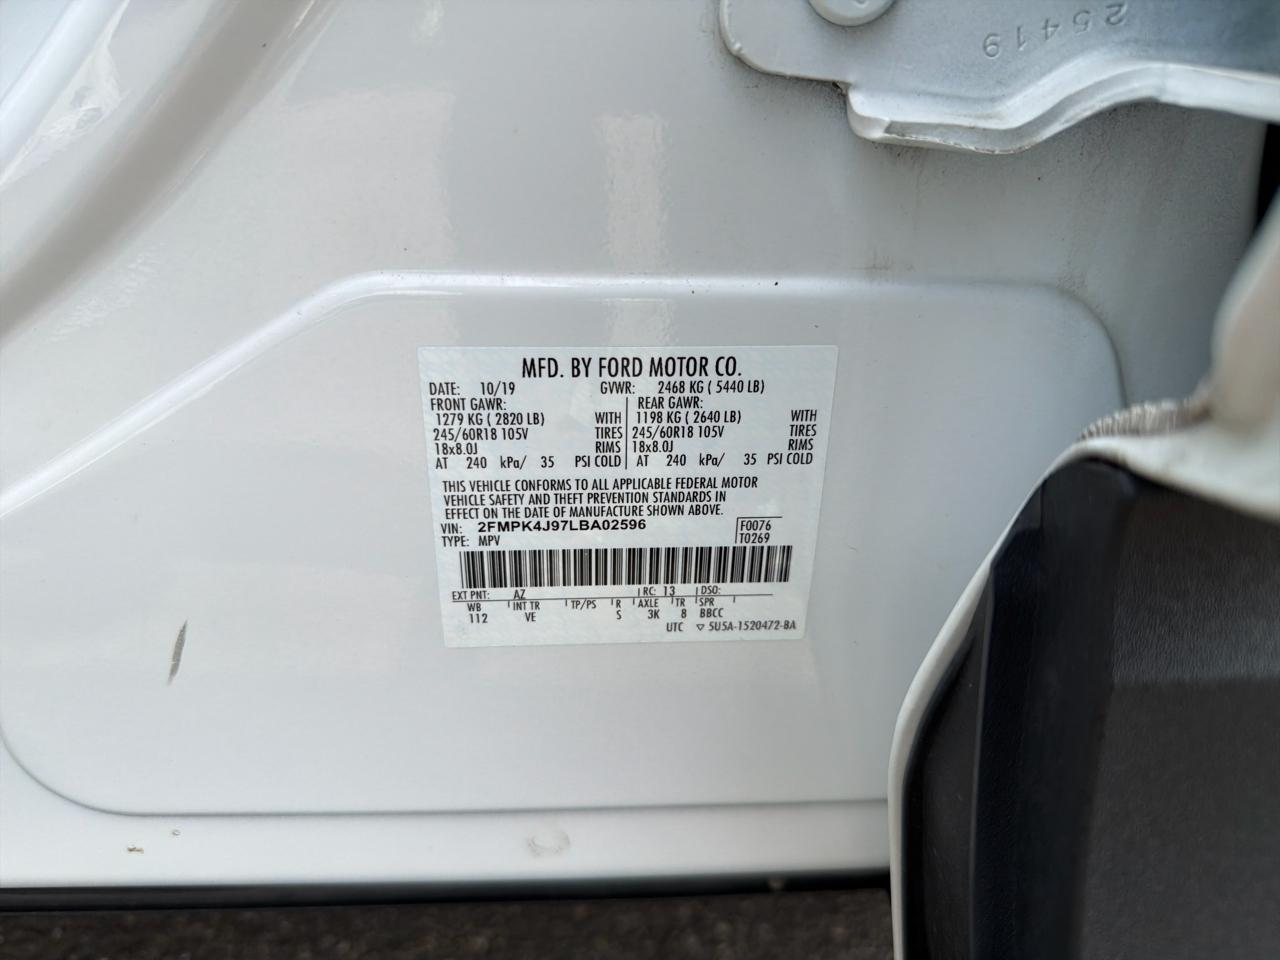 25419
MFD. BY FORD MOTOR CO.
DATE: 10/19 GVWR: 2468 KG ( 5440 LB)
FRONT GAWR: REAR GAWR:
1279 KG ( 2820 LB) WITH 1198 KG ( 2640 LB) WITH
245/60R18 105V TIRES 245/60R18 105V TIRES
18x8.0J RIMS 18x8.0J RIMS
AT 240 kPa/ 35 PSI COLD AT 240 kPa/ 35 PSI COLD
THIS VEHICLE CONFORMS TO ALL APPLICABLE FEDERAL MOTOR
VEHICLE SAFETY AND THEFT PREVENTION STANDARDS IN
EFFECT ON THE DATE OF MANUFACTURE SHOWN ABOVE.
VIN: 2FMPK4J97LBA02596 F0076
TYPE: MPV T0269
EXT PNT: AZ RC: 13 DSO:
WB INT TR TP/PS R AXLE TR SPR
112 VE S 3K 8 BBCC
UTC ▽ 5U5A-1520472-BA